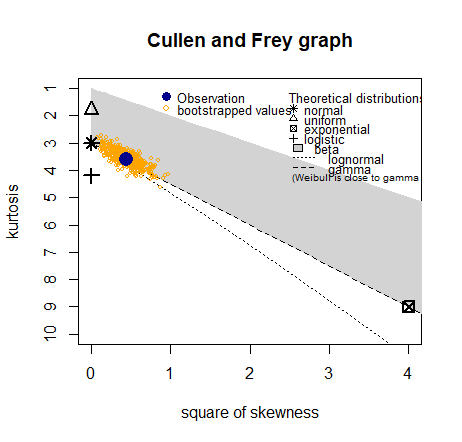 Cullen and Frey graph
Observation
bootstrapped values
Theoretical distributions
normal
uniform
exponential
logistic
beta
lognormal
gamma
(Weibull is close to gamma
kurtosis
1
2
3
4
5
6
7
8
9
10
0
1
2
3
4
square of skewness